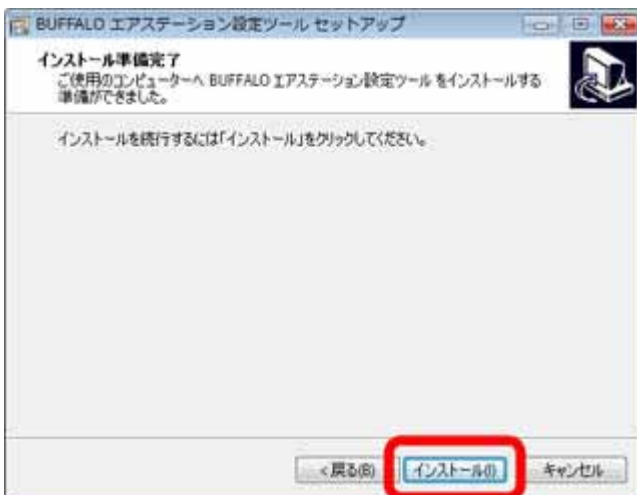 BUFFALO エアステーション設定ツール セットアップ
インストール準備完了
ご使用のコンピューターへ BUFFALO エアステーション設定ツール をインストールする
準備ができました。
インストールを続行するには「インストール」をクリックしてください。
<戻る(B)
インストール(I)
キャンセル